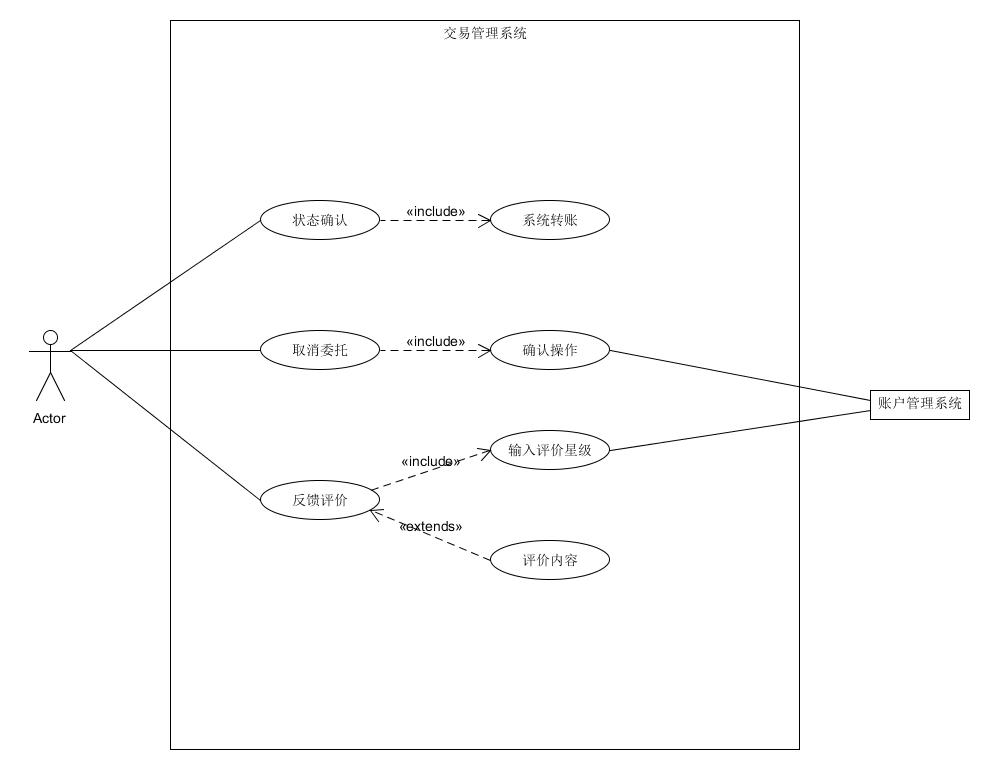 交易管理系统
状态确认
«include»
系统转账
取消委托
«include»
确认操作
账户管理系统
Actor
«include»
输入评价星级
反馈评价
«extends»
评价内容